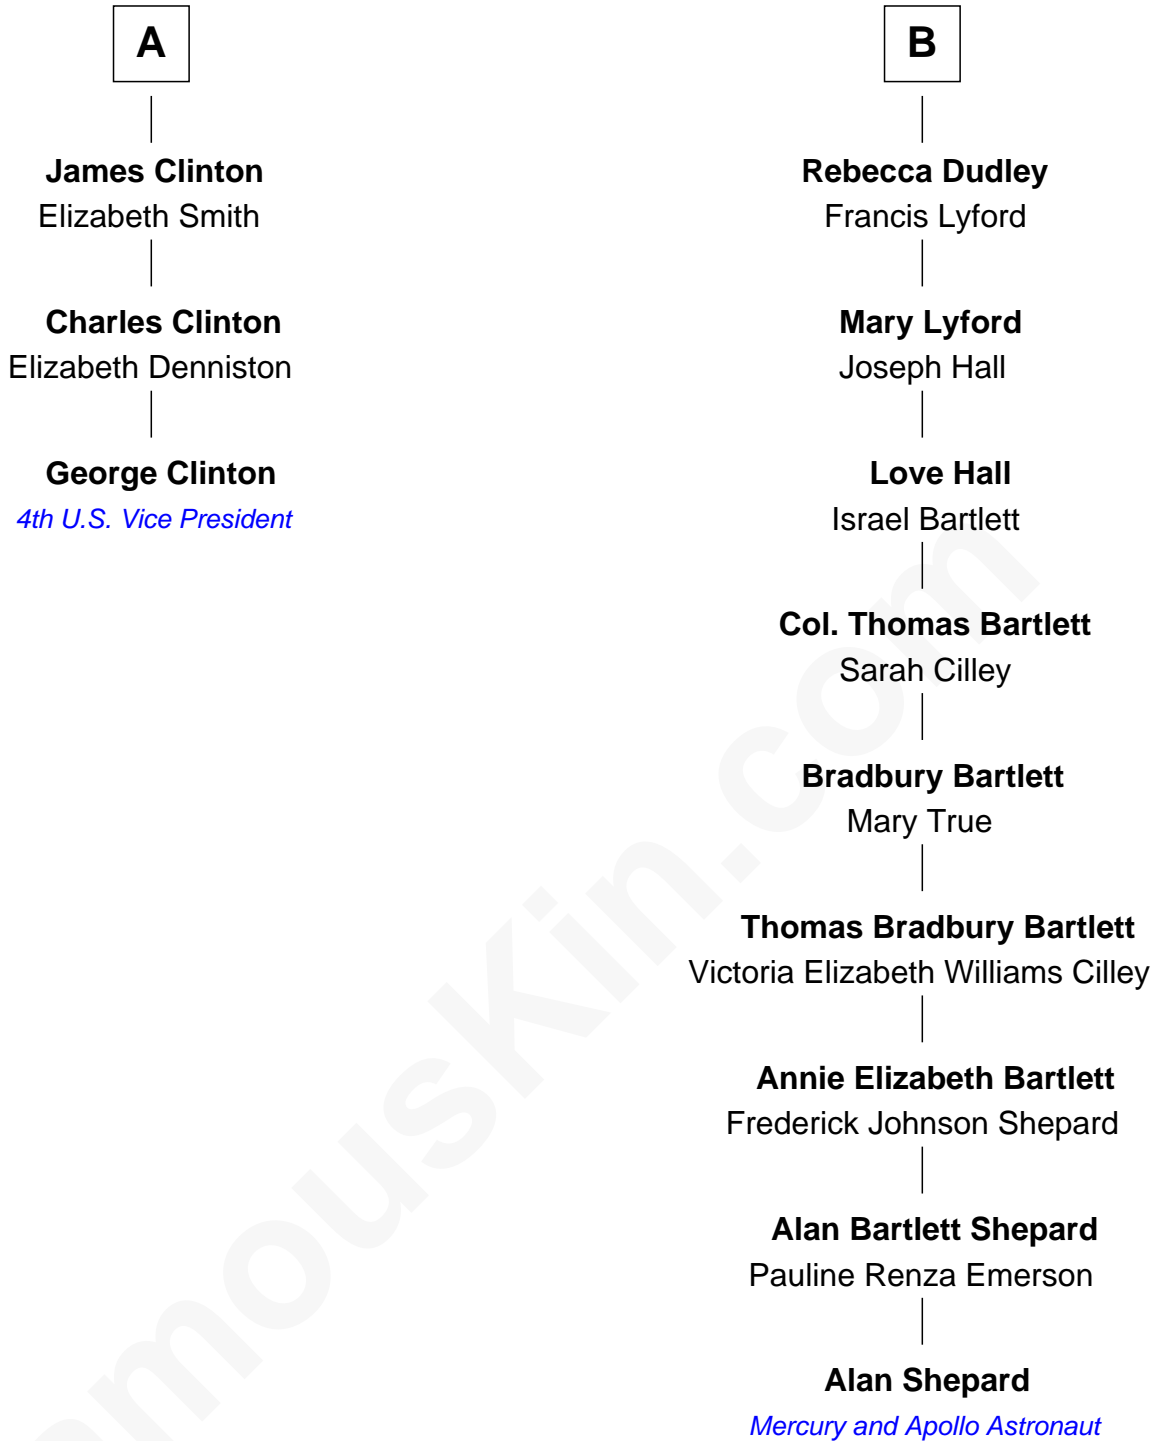 A
James Clinton
Elizabeth Smith
Charles Clinton
Elizabeth Denniston
George Clinton
4th U.S. Vice President
B
Rebecca Dudley
Francis Lyford
Mary Lyford
Joseph Hall
Love Hall
Israel Bartlett
Col. Thomas Bartlett
Sarah Cilley
Bradbury Bartlett
Mary True
Thomas Bradbury Bartlett
Victoria Elizabeth Williams Cilley
Annie Elizabeth Bartlett
Frederick Johnson Shepard
Alan Bartlett Shepard
Pauline Renza Emerson
Alan Shepard
Mercury and Apollo Astronaut
amousKin.com